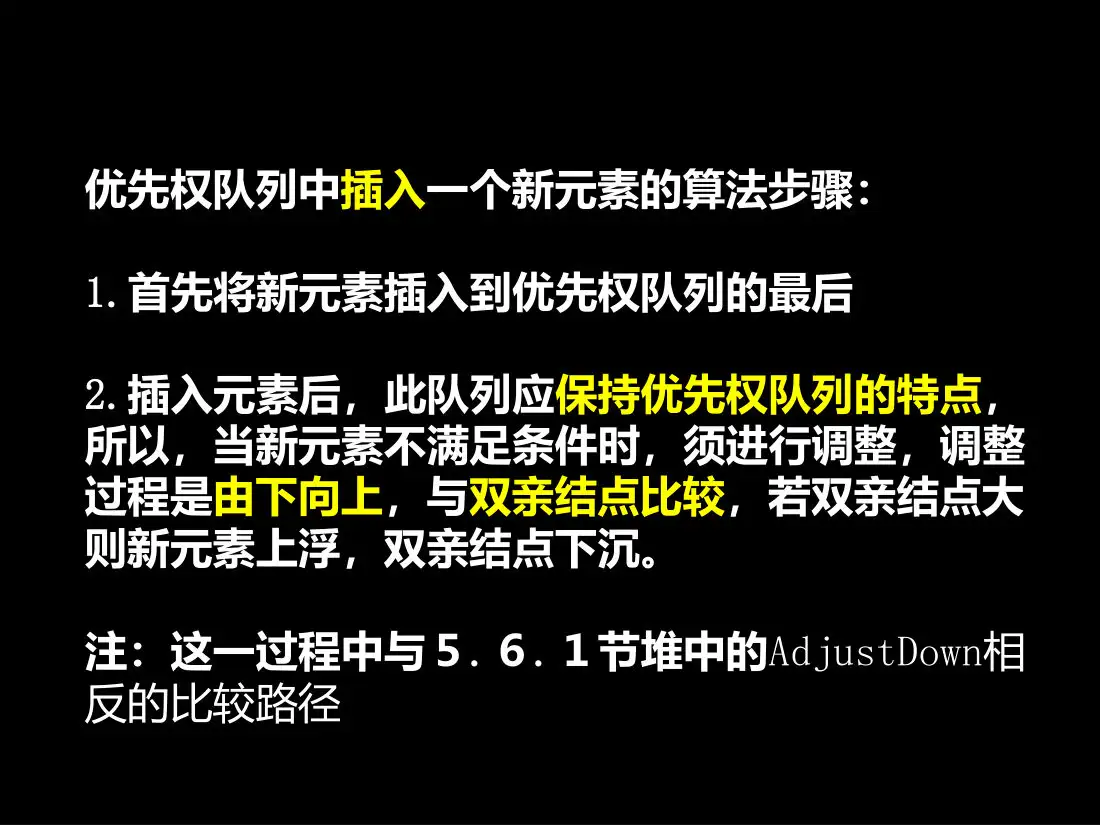 优先权队列中插入一个新元素的算法步骤：
1.首先将新元素插入到优先权队列的最后
2.插入元素后，此队列应保持优先权队列的特点，
所以，当新元素不满足条件时，须进行调整，调整
过程是由下向上，与双亲结点比较，若双亲结点大
则新元素上浮，双亲结点下沉。
注：这一过程中与５.６.１节堆中的AdjustDown相
反的比较路径